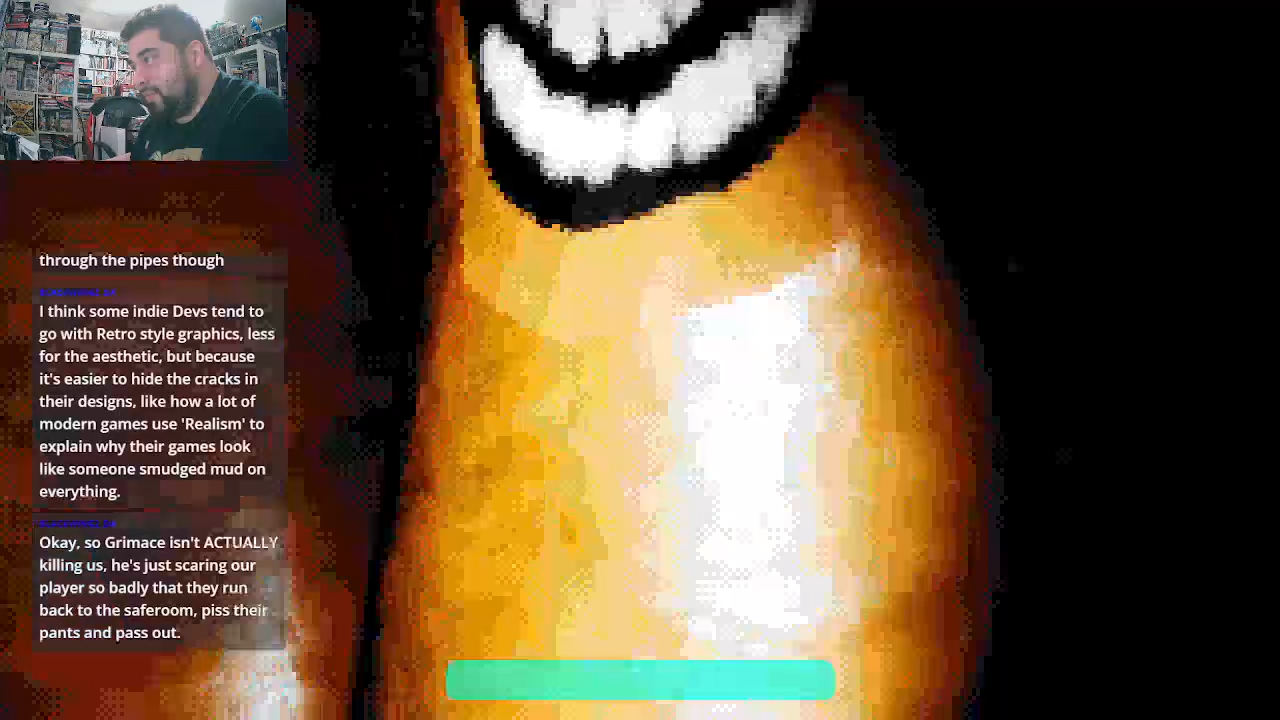 through the pipes though
I think some indie Devs tend to
go with Retro style graphics, less
for the aesthetic, but because
it's easier to hide the cracks in
their designs, like how a lot of
modern games use 'Realism' to
explain why their games look
like someone smudged mud on
everything.
Okay, so Grimace isn't ACTUALLY
killing us, he's just scaring our
player so badly that they run
back to the saferoom, piss their
pants and pass out.